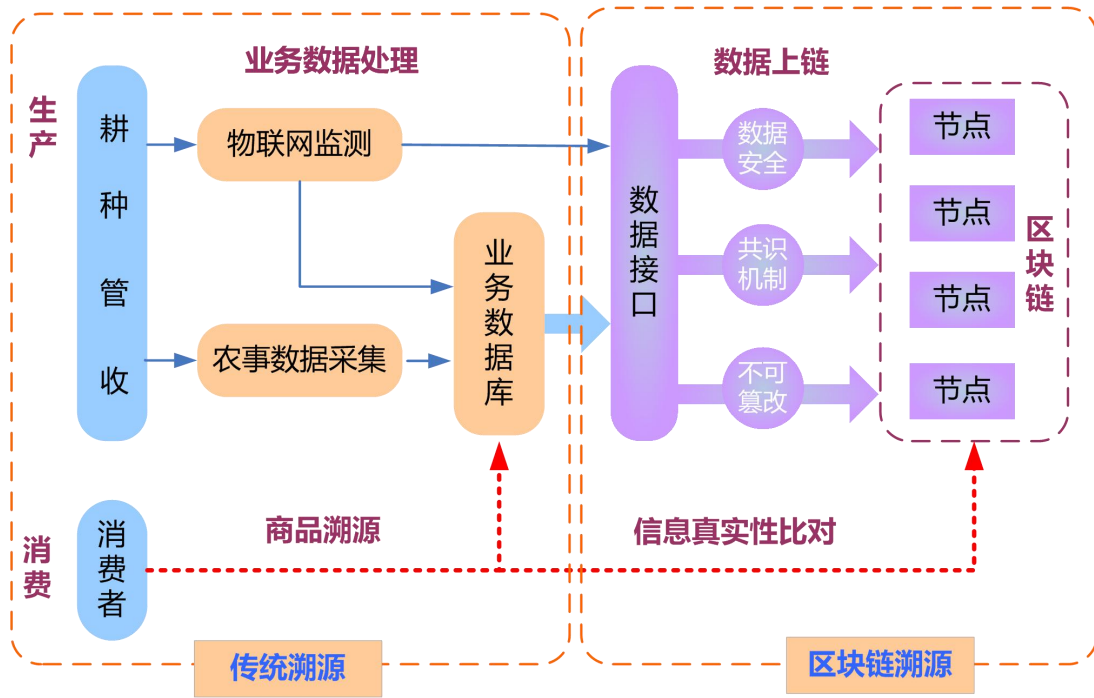 业务数据处理
数据上链
生产
耕种管收
物联网监测
农事数据采集
业务数据库
数据接口
数据
安全
共识
机制
不可
篡改
节点
节点
节点
节点
区块链
消费
消费者
商品溯源
信息真实性比对
传统溯源
区块链溯源